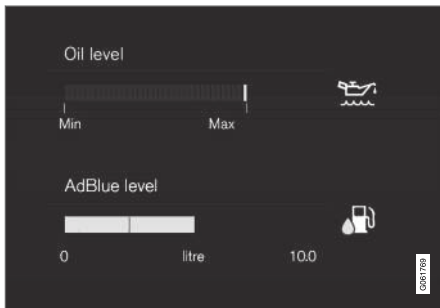 Oil level
Min Max
AdBlue level
0 litre 10.0
G061769